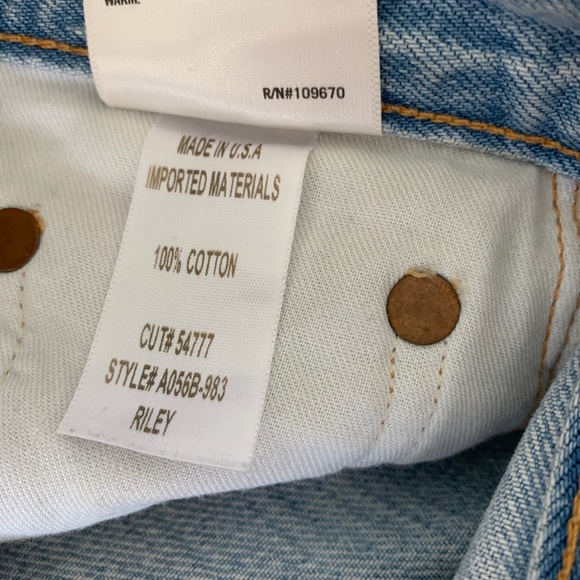 WARM.
R/N#109670
MADE IN U.S.A
IMPORTED MATERIALS
100% COTTON
CUT# 54777
STYLE# A056B-983
RILEY